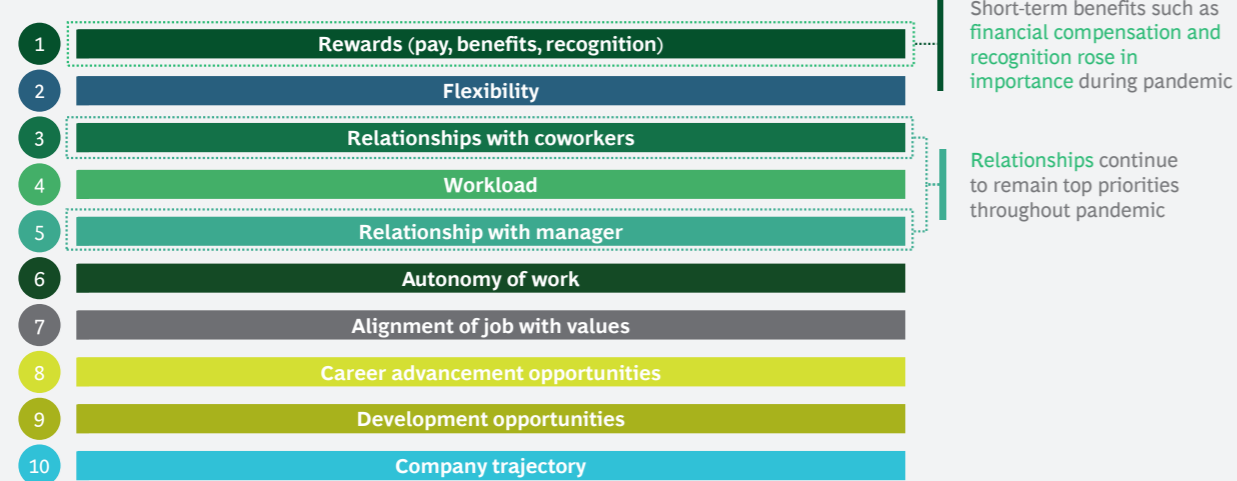 Short-term benefits such as
financial compensation and
recognition rose in
importance during pandemic
1 Rewards (pay, benefits, recognition)
2 Flexibility
3 Relationships with coworkers
4 Workload
5 Relationship with manager
Relationships continue
to remain top priorities
throughout pandemic
6 Autonomy of work
7 Alignment of job with values
8 Career advancement opportunities
9 Development opportunities
10 Company trajectory